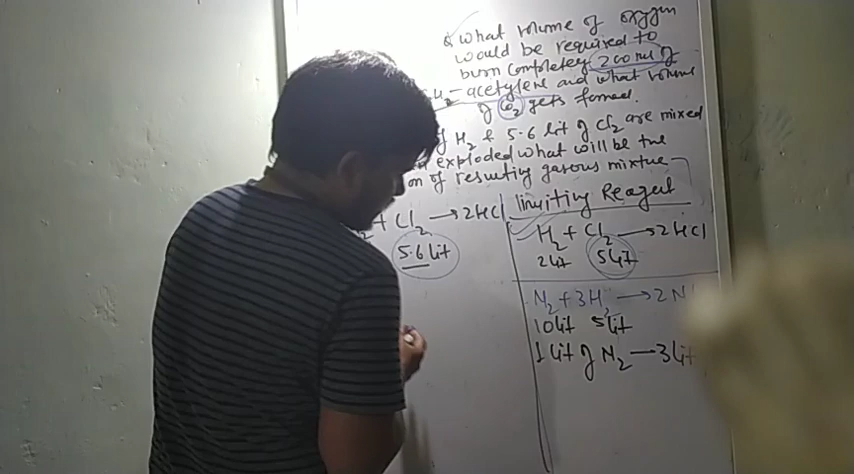 Q what volume of oxygen
would be required to
burn completely 200 ml of
H2 - acetylene and what volume
of CO2 gets formed.
of H2 & 5.6 lit of Cl2 are mixed
exploded what will be the
on of resulting gaseous mixture
+ Cl2 → 2HCl
5.6 lit
limiting Reagent
H2 + Cl2 → 2HCl
2lit 5lit
N2 + 3H2 → 2N
10lit 5lit
1 lit of N2 → 3lit